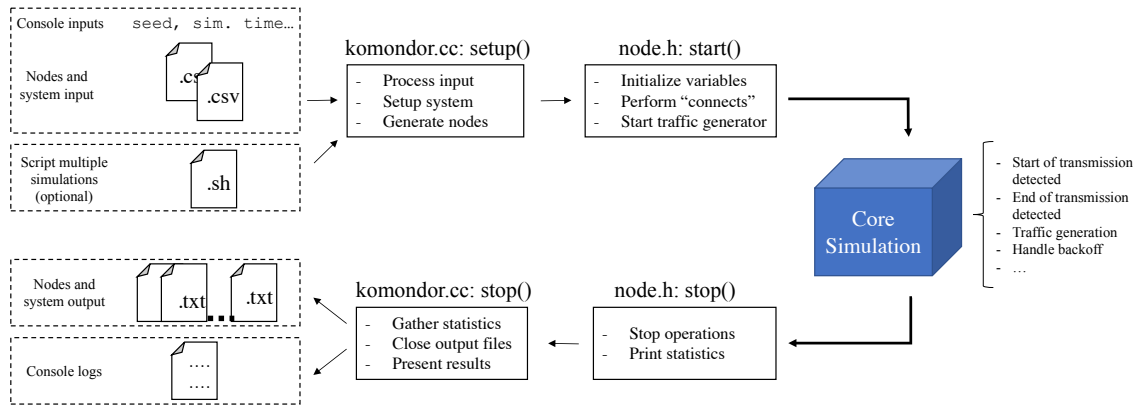 Console inputs seed, sim. time…
Nodes and
system input
.cs
.csv
Script multiple
simulations
(optional)
.sh
komondor.cc: setup()
- Process input
- Setup system
- Generate nodes
node.h: start()
- Initialize variables
- Perform “connects”
- Start traffic generator
Core
Simulation
- Start of transmission
detected
- End of transmission
detected
- Traffic generation
- Handle backoff
- …
node.h: stop()
- Stop operations
- Print statistics
komondor.cc: stop()
- Gather statistics
- Close output files
- Present results
Nodes and
system output
.txt ... .txt
Console logs
....
....